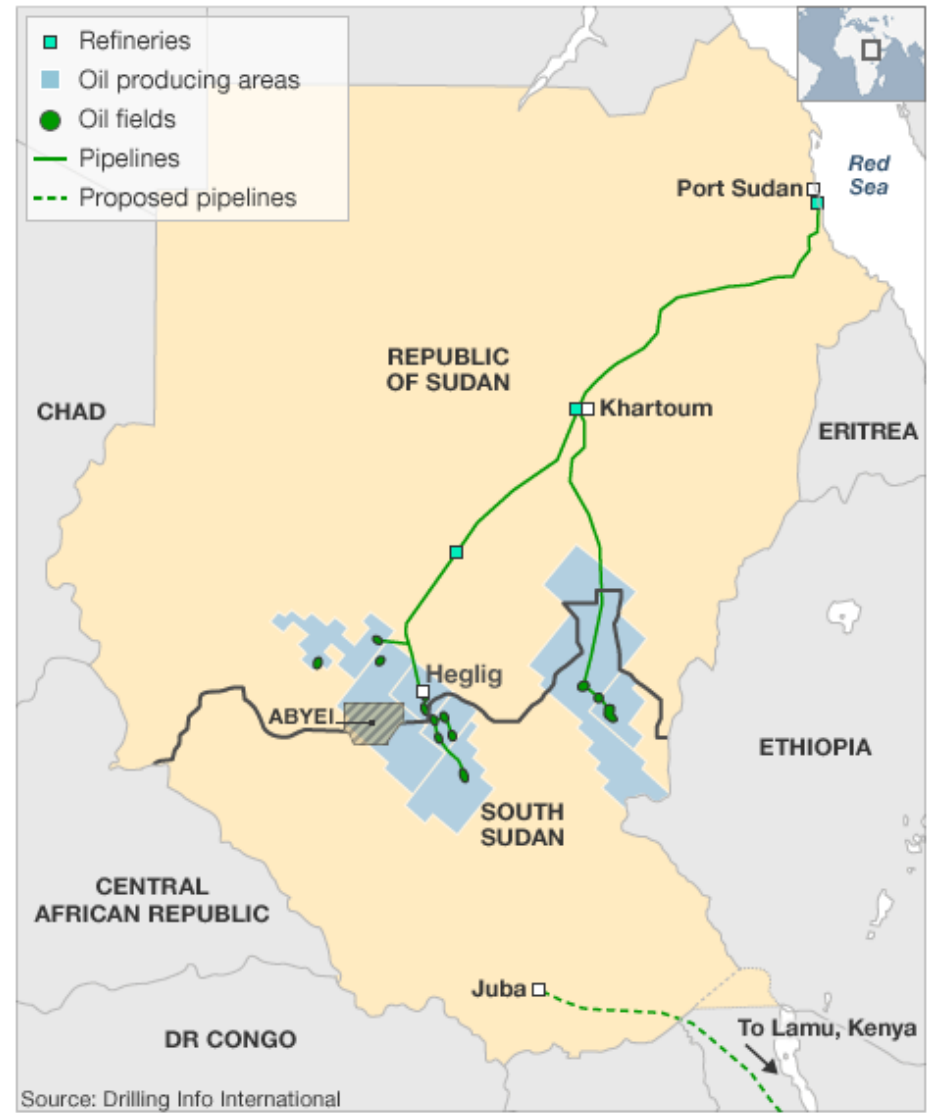 Refineries
Oil producing areas
Oil fields
Pipelines
Proposed pipelines
Red
Sea
Port Sudan
REPUBLIC
OF SUDAN
CHAD
Khartoum
ERITREA
Heglig
ABYEI
ETHIOPIA
SOUTH
SUDAN
CENTRAL
AFRICAN REPUBLIC
Juba
To Lamu, Kenya
DR CONGO
Source: Drilling Info International